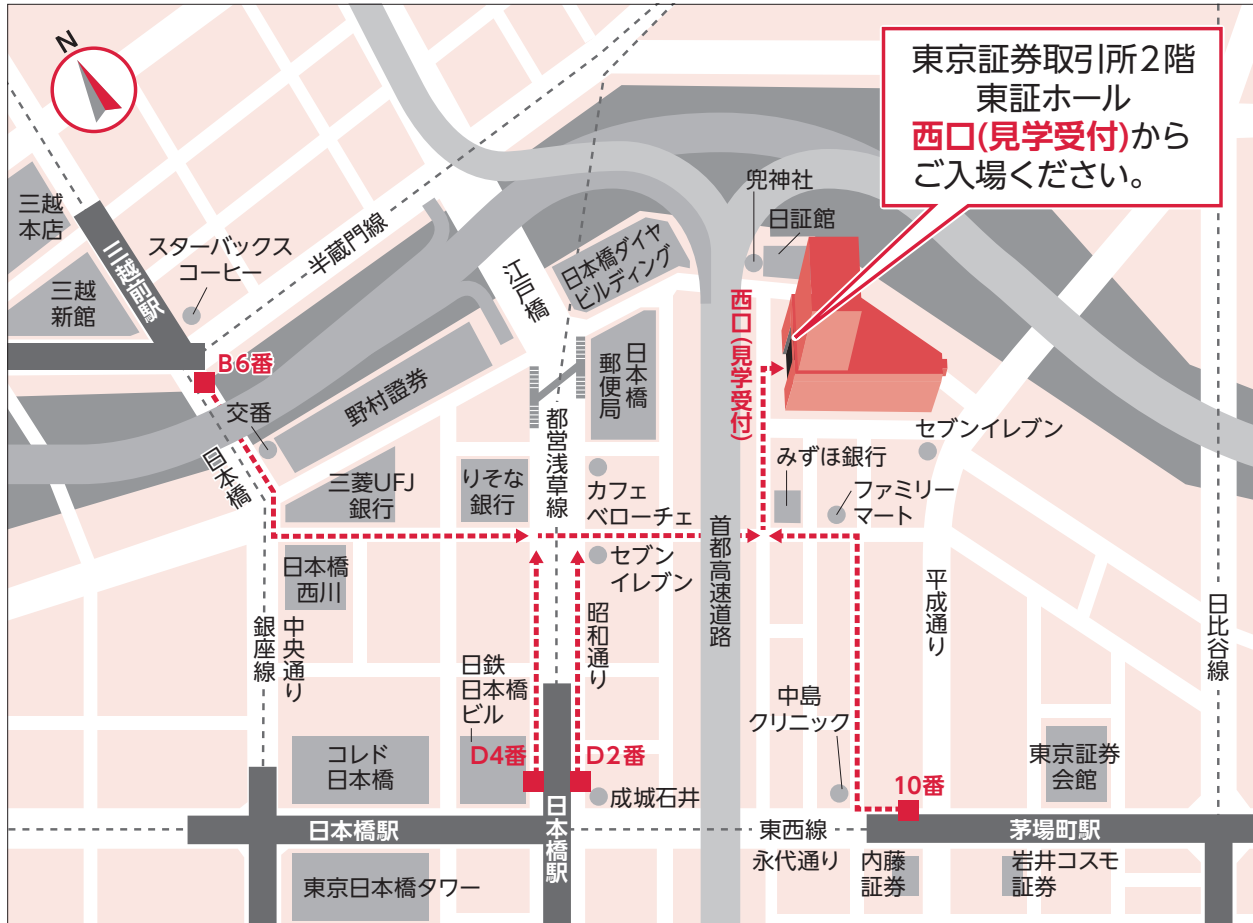 N
東京証券取引所2階
東証ホール
西口(見学受付)から
ご入場ください。
三越
本店
三越前駅
スターバックス
コーヒー
半蔵門線
三越
新館
江戸橋
日本橋ダイヤ
ビルディング
兜神社
日証館
西口(見学受付)
B6番
交番
日本橋
野村證券
日本橋
郵便局
都営浅草線
三菱UFJ
銀行
りそな
銀行
カフェ
ベローチェ
みずほ銀行
セブンイレブン
ファミリー
マート
首都高速道路
セブン
イレブン
日本橋
西川
銀座線
中央通り
昭和通り
平成通り
日比谷線
日鉄
日本橋
ビル
中島
クリニック
コレド
日本橋
D4番
D2番
成城石井
10番
東京証券
会館
日本橋駅
日本橋駅
東西線
永代通り
茅場町駅
東京日本橋タワー
内藤
証券
岩井コスモ
証券